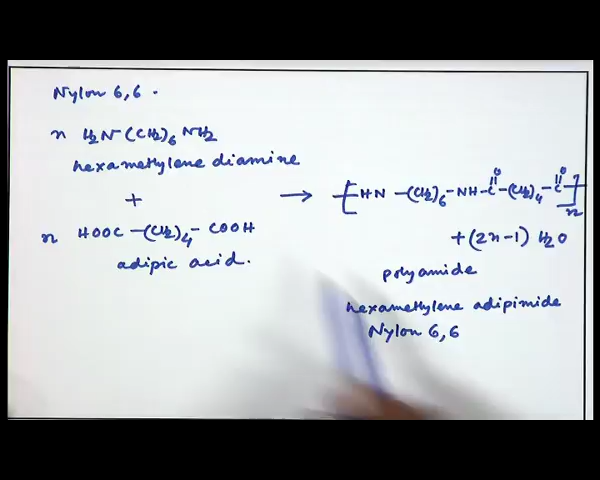 Nylon 6,6 .
n H₂N-(CH₂)₆ NH₂
hexamethylene diamine
+
n HOOC-(CH₂)₄- COOH
adipic acid.
→ [HN-(CH₂)₆-NH-C(=O)-(CH₂)₄-C(=O)]n
+(2n-1) H₂O
polyamide
hexamethylene adipimide
Nylon 6,6